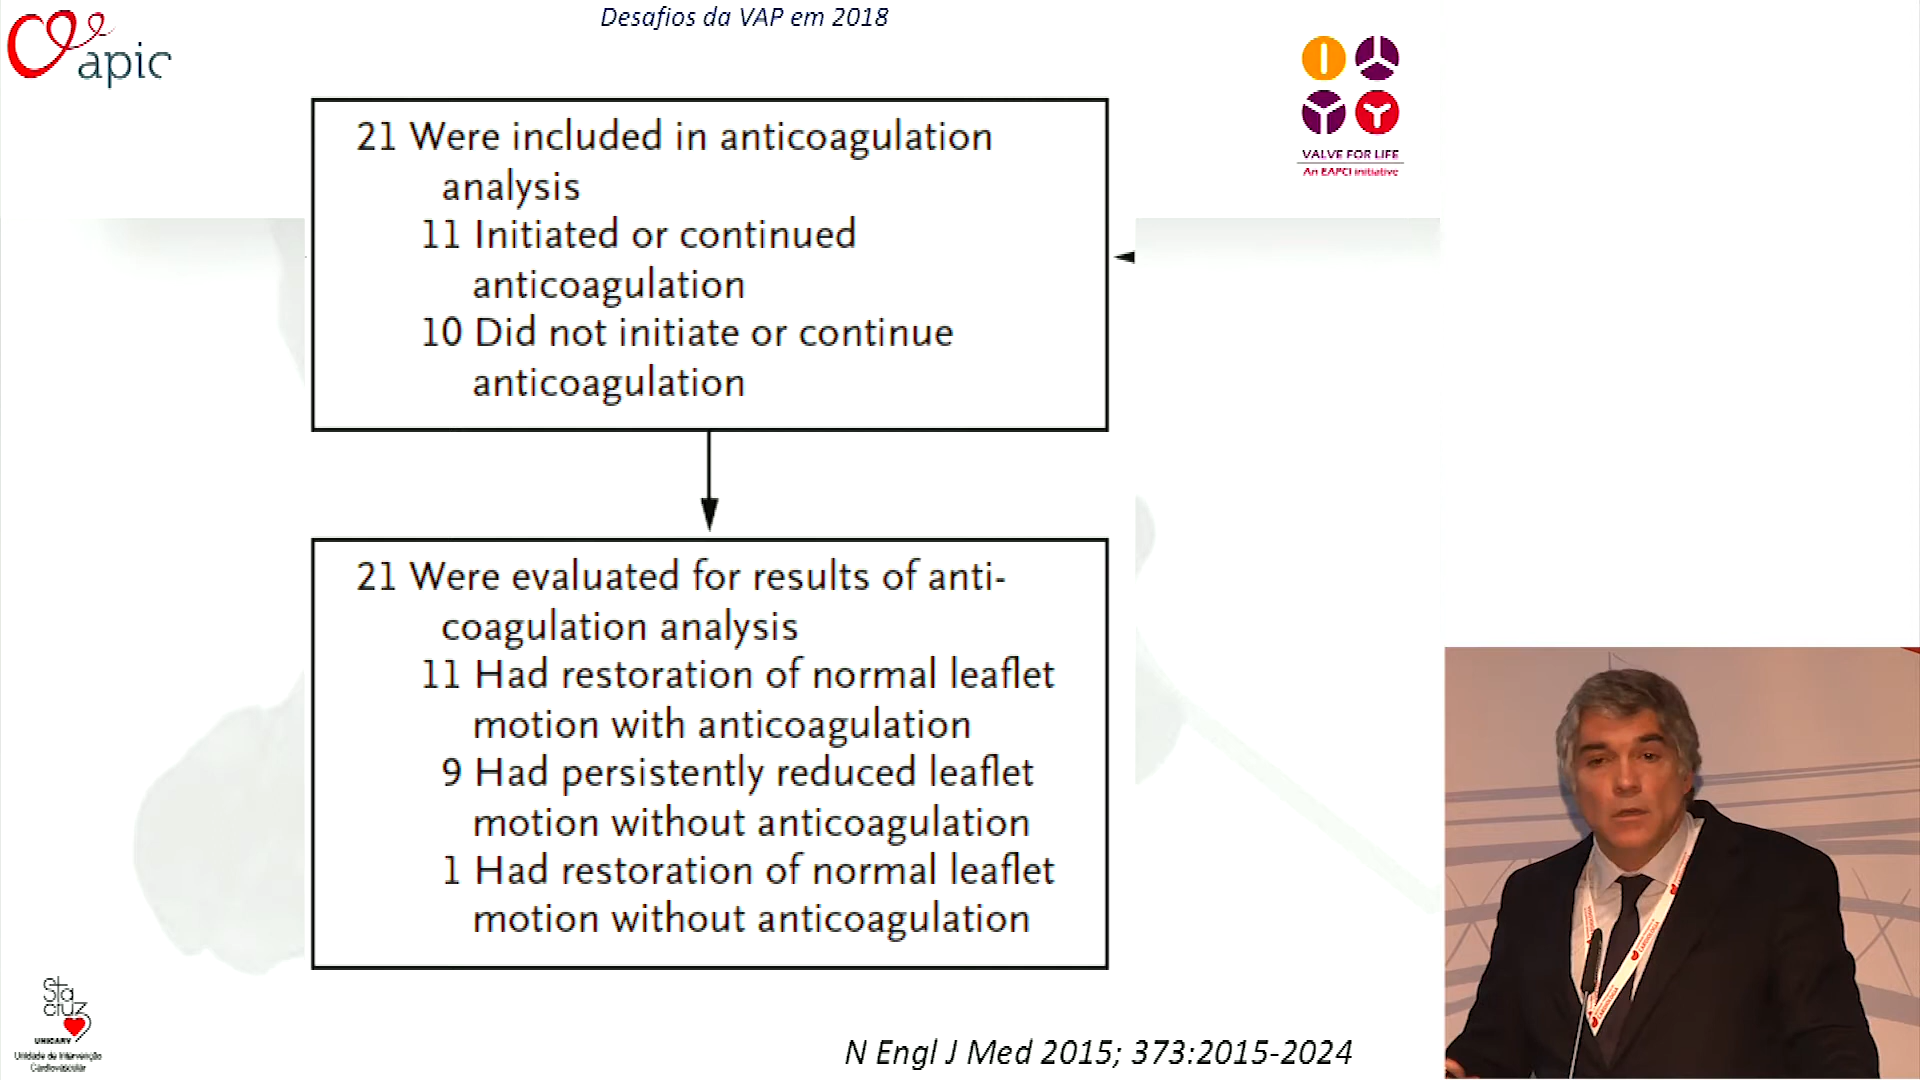 Desafios da VAP em 2018
apic
VALVE FOR LIFE
An EAPCI initiative
21 Were included in anticoagulation
analysis
11 Initiated or continued
anticoagulation
10 Did not initiate or continue
anticoagulation
21 Were evaluated for results of anti-
coagulation analysis
11 Had restoration of normal leaflet
motion with anticoagulation
9 Had persistently reduced leaflet
motion without anticoagulation
1 Had restoration of normal leaflet
motion without anticoagulation
Sta
cruz
UNICARV
Unidade de Intervenção
Cardiovascular
N Engl J Med 2015; 373:2015-2024
CARDIOLOGIA
CARDIOLOGIA